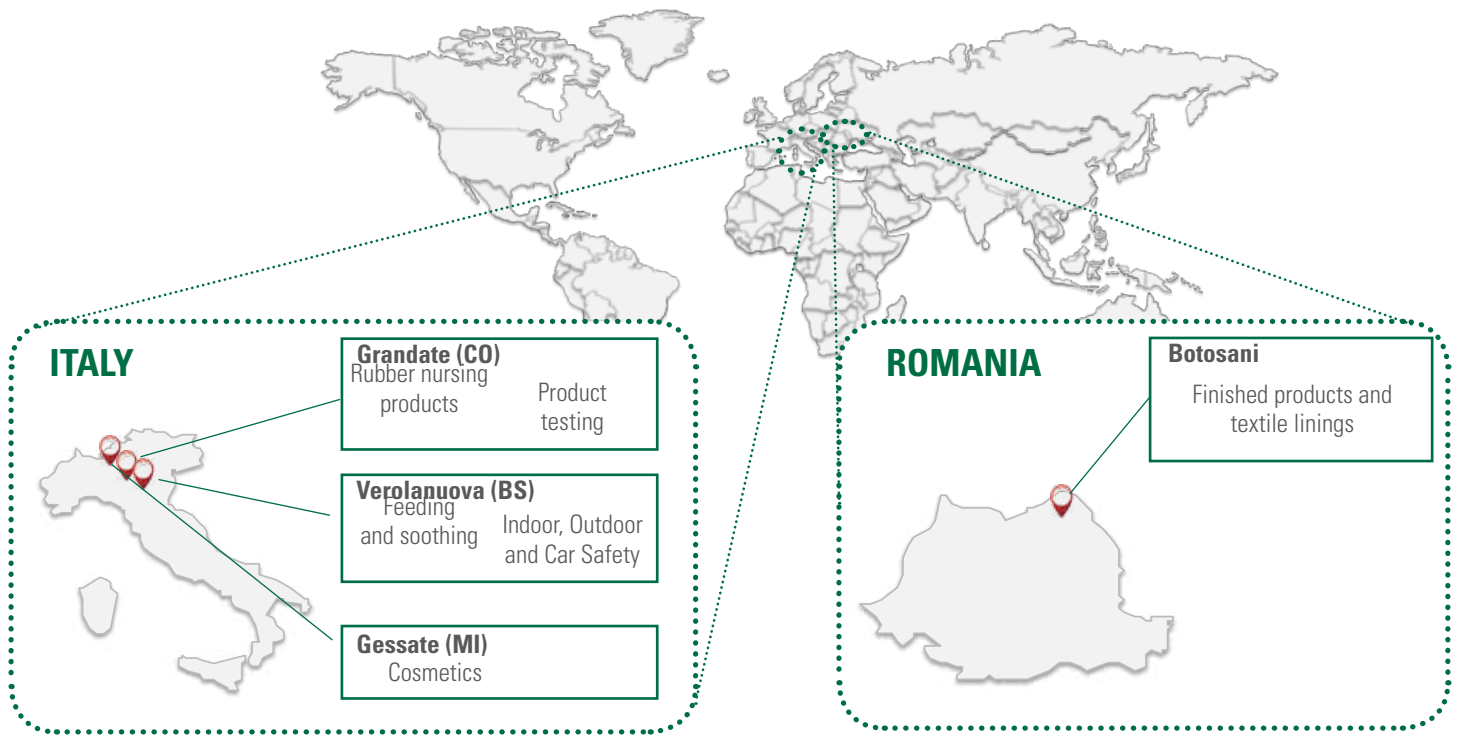 ITALY
Grandate (CO)
Rubber nursing
products
Product
testing
Verolanuova (BS)
Feeding
and soothing
Indoor, Outdoor
and Car Safety
Gessate (MI)
Cosmetics
ROMANIA
Botosani
Finished products and
textile linings